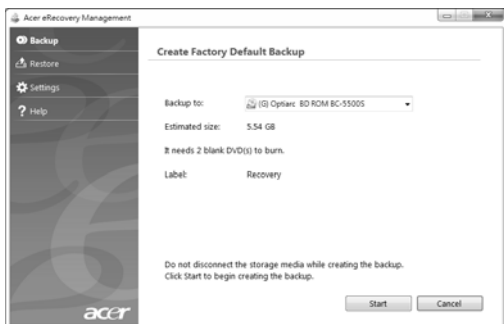 Acer eRecovery Management
Backup
Restore
Settings
? Help
Create Factory Default Backup
Backup to: (G) Optiarc BD ROM BC-5500S
Estimated size: 5.54 GB
It needs 2 blank DVD(s) to burn.
Label: Recovery
Do not disconnect the storage media while creating the backup.
Click Start to begin creating the backup.
Start Cancel
acer